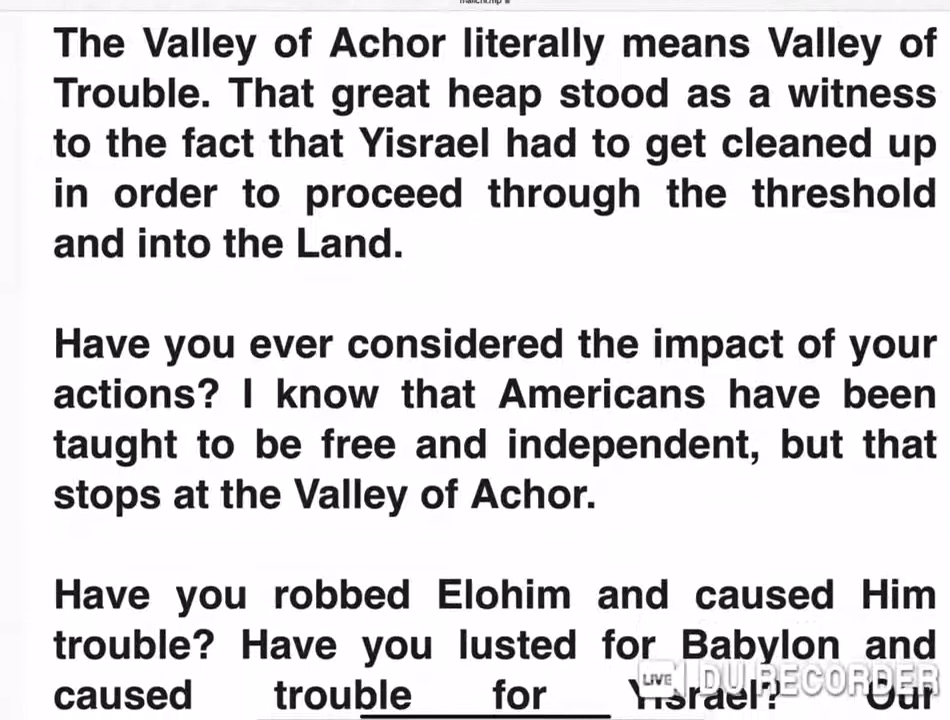 The Valley of Achor literally means Valley of
Trouble. That great heap stood as a witness
to the fact that Yisrael had to get cleaned up
in order to proceed through the threshold
and into the Land.
Have you ever considered the impact of your
actions? I know that Americans have been
taught to be free and independent, but that
stops at the Valley of Achor.
Have you robbed Elohim and caused Him
trouble? Have you lusted for Babylon and
caused trouble for Yisrael? Our
LIVE DU RECORDER